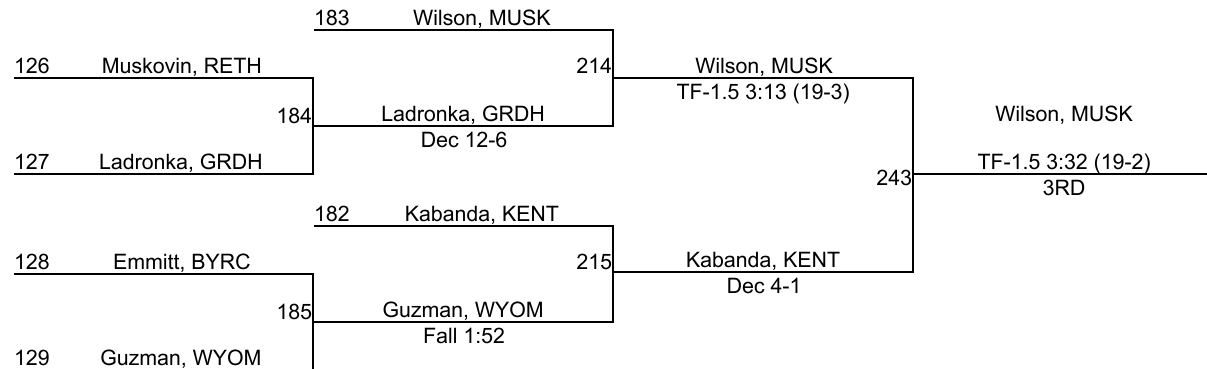 183 Wilson, MUSK
126 Muskovin, RETH
214 Wilson, MUSK
TF-1.5 3:13 (19-3)
184 Ladronka, GRDH
Dec 12-6
Wilson, MUSK
127 Ladronka, GRDH
TF-1.5 3:32 (19-2)
243
3RD
182 Kabanda, KENT
128 Emmitt, BYRC
215 Kabanda, KENT
Dec 4-1
185 Guzman, WYOM
Fall 1:52
129 Guzman, WYOM